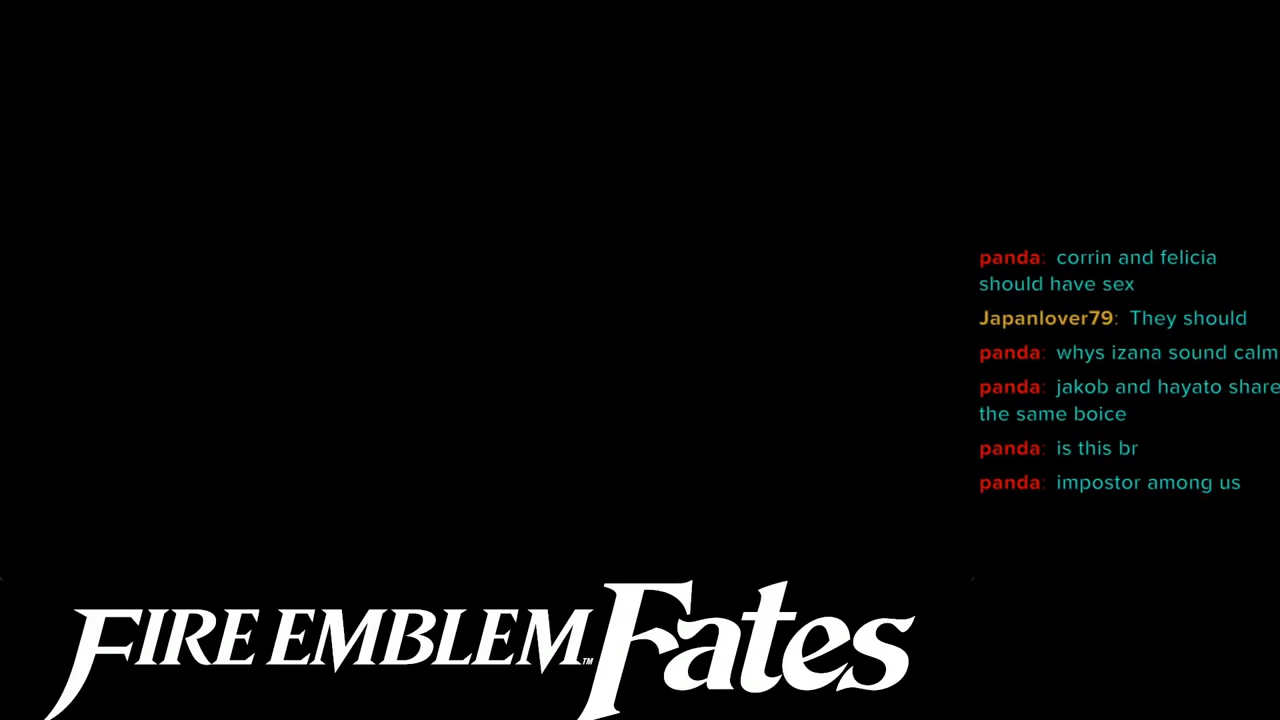 panda: corrin and felicia
should have sex
Japanlover79: They should
panda: whys izana sound calm
panda: jakob and hayato share
the same boice
panda: is this br
panda: impostor among us
FIRE EMBLEM™ Fates